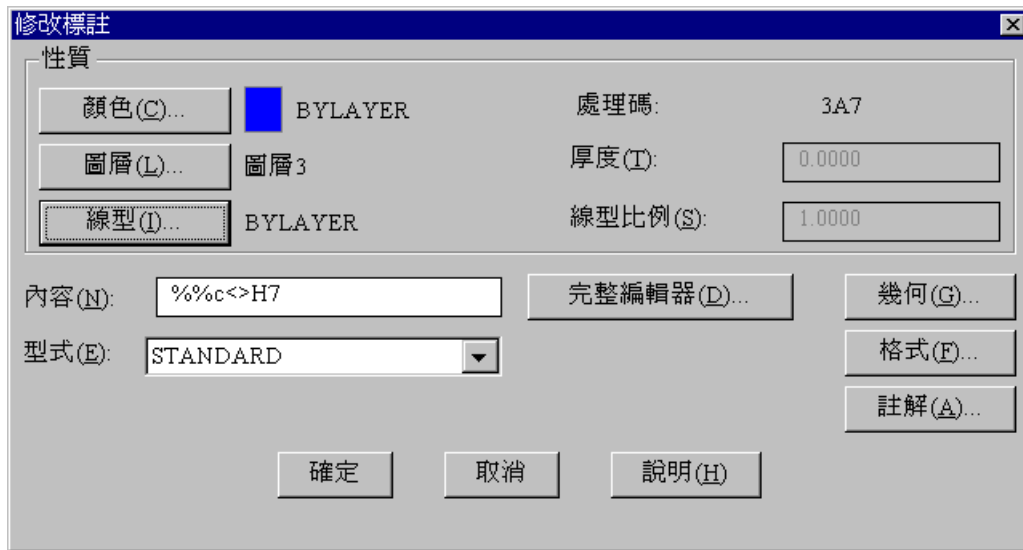 修改標註
性質
顏色(C)... BYLAYER 處理碼: 3A7
圖層(L)... 圖層3 厚度(T): 0.0000
線型(I)... BYLAYER 線型比例(S): 1.0000
內容(N): %%c<>H7 完整編輯器(D)... 幾何(G)...
型式(E): STANDARD 格式(F)...
註解(A)...
確定 取消 說明(H)